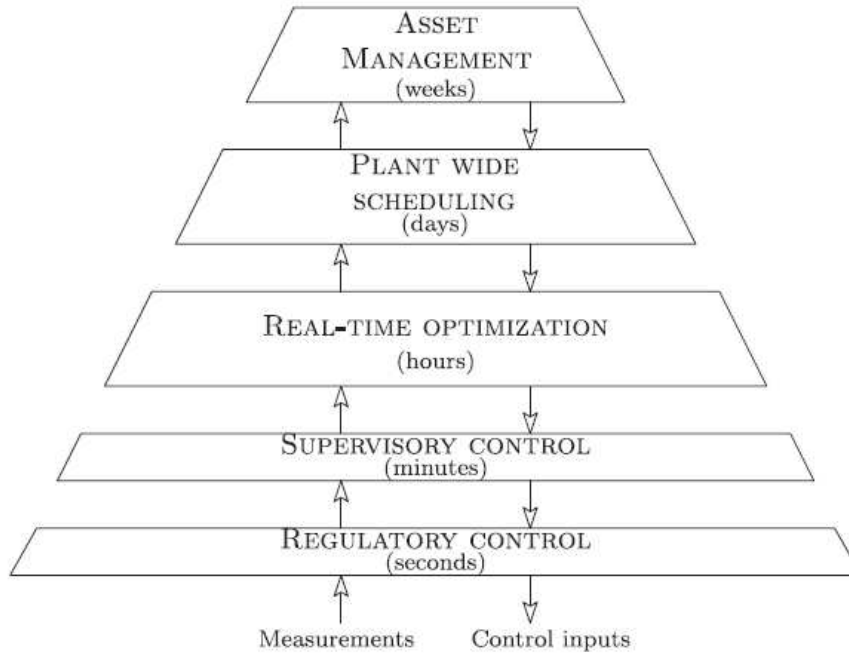 ASSET
MANAGEMENT
(weeks)
PLANT WIDE
SCHEDULING
(days)
REAL-TIME OPTIMIZATION
(hours)
SUPERVISORY CONTROL
(minutes)
REGULATORY CONTROL
(seconds)
Measurements Control inputs